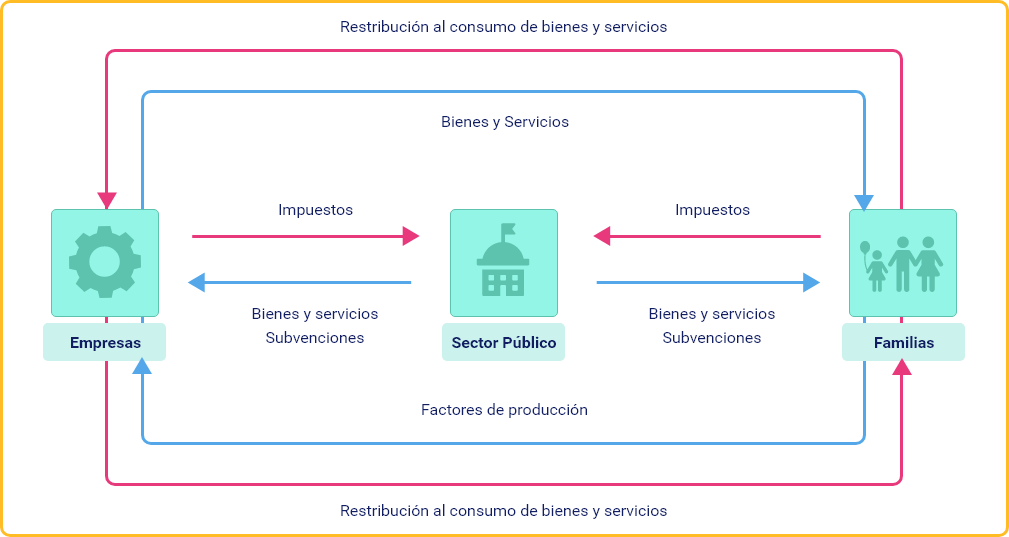 Restribución al consumo de bienes y servicios
Bienes y Servicios
Impuestos
Impuestos
Bienes y servicios
Subvenciones
Bienes y servicios
Subvenciones
Empresas
Sector Público
Familias
Factores de producción
Restribución al consumo de bienes y servicios